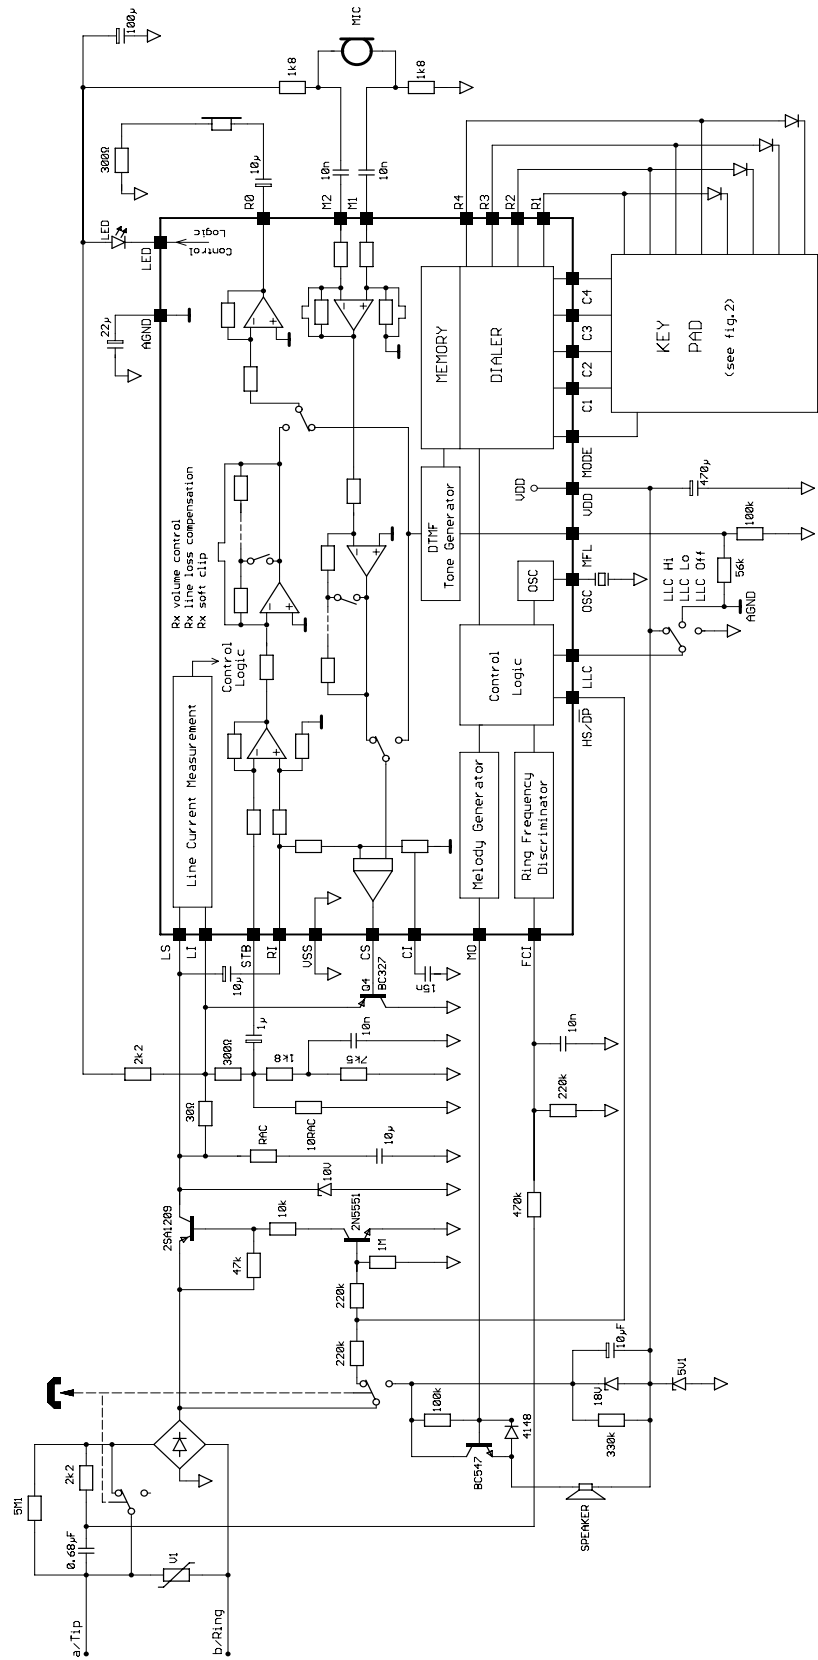 100µ
MIC
1k8
1k8
300Ω
10µ
10n
10n
LED
LED
Control
Logic
22µ
AGND
R0
M2
M1
R4
R3
R2
R1
MEMORY
DIALER
C4
C3
C2
C1
KEY
PAD
(see fig.2)
MODE
VDD
VDD
470µ
DTMF
Tone Generator
MFL
100k
56k
OSC
OSC
LLC Hi
LLC Lo
LLC Off
AGND
LLC
Control
Logic
HS/DP
Rx volume control
Rx line loss compensation
Rx soft clip
Control
Logic
Line Current Measurement
Melody Generator
Ring Frequency
Discriminator
LS
LI
STB
RI
VSS
CS
CI
MO
FCI
10µ
1µ
Q4
BC327
15n
2k2
300Ω
1k8
7k5
10n
10n
30Ω
RAC
10RAC
10µ
220k
10V
2SA1209
10k
2N5551
470k
47k
1M
220k
220k
10µF
18V
5V1
330k
100k
4148
BC547
SPEAKER
5M1
2k2
0.68µF
V1
a/Tip
b/Ring